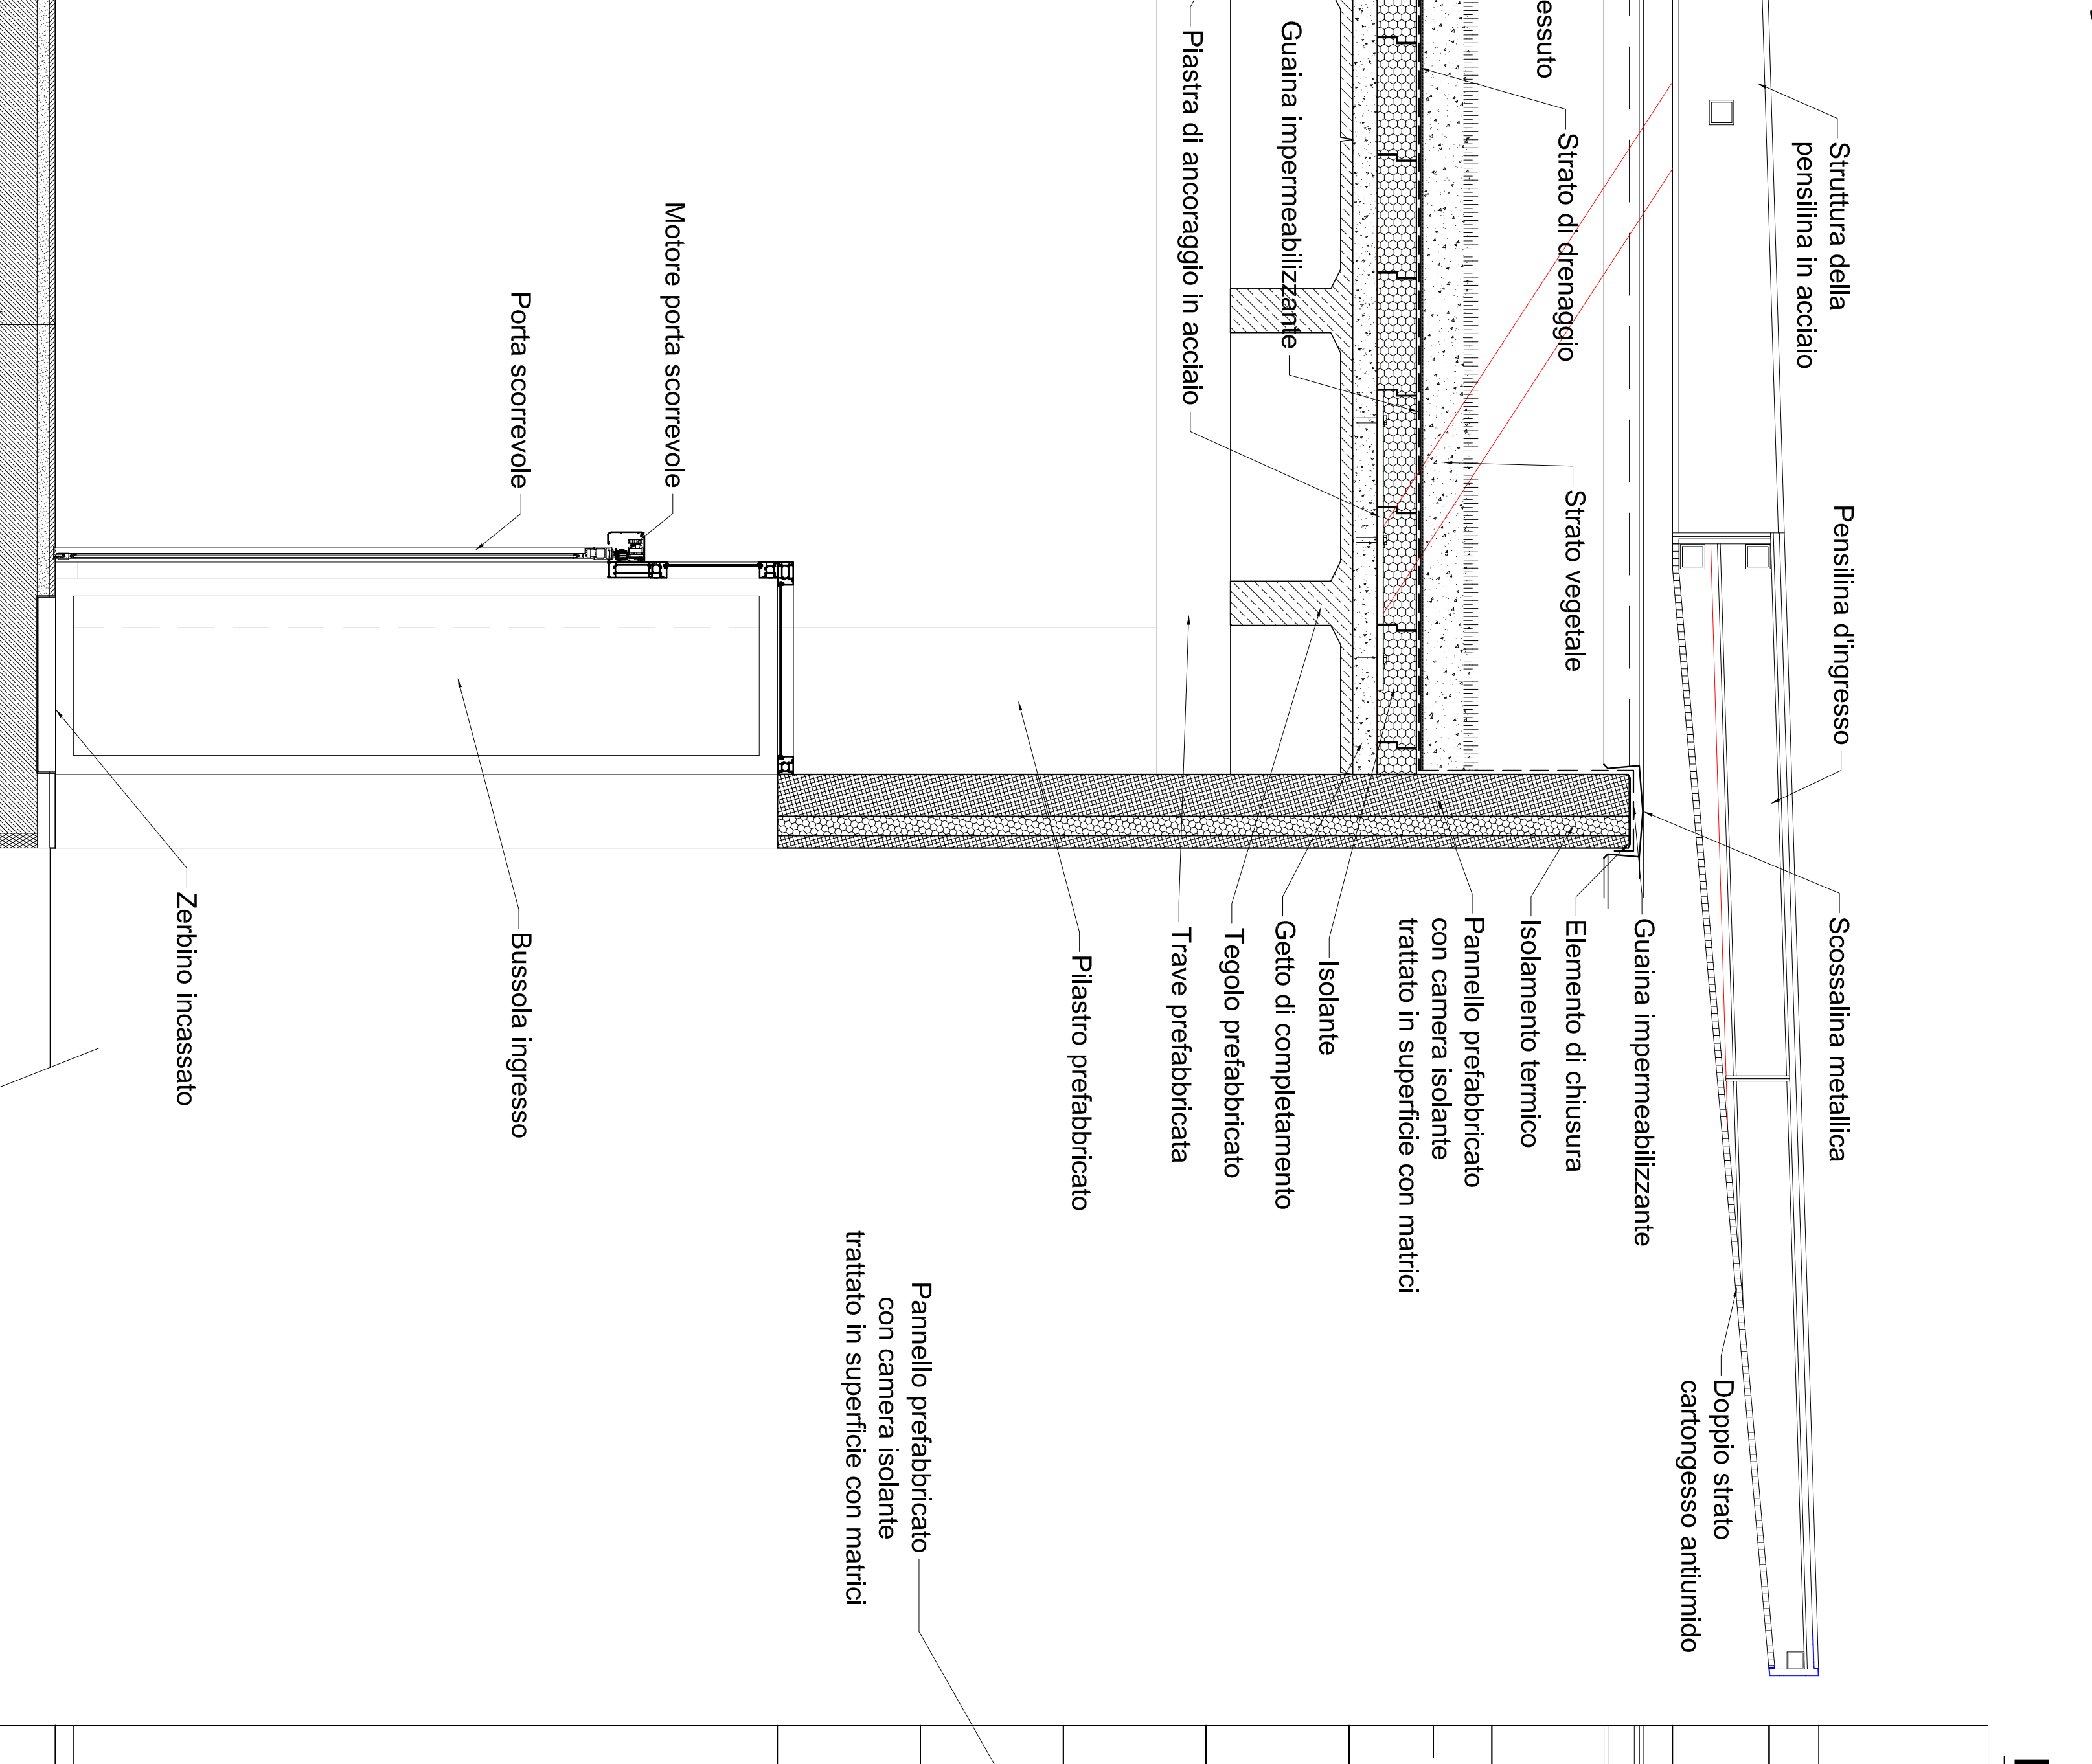 Struttura della
pensilina in acciaio
Pensilina d'ingresso
Scossalina metallica
Doppio strato
cartongesso antiumido
Guaina impermeabilizzante
Elemento di chiusura
Isolamento termico
Pannello prefabbricato
con camera isolante
trattato in superficie con matrici
essuto
Strato di drenaggio
Strato vegetale
Guaina impermeabilizzante
Piastra di ancoraggio in acciaio
Isolante
Getto di completamento
Tegolo prefabbricato
Trave prefabbricata
Pilastro prefabbricato
Pannello prefabbricato
con camera isolante
trattato in superficie con matrici
Motore porta scorrevole
Porta scorrevole
Bussola ingresso
Zerbino incassato